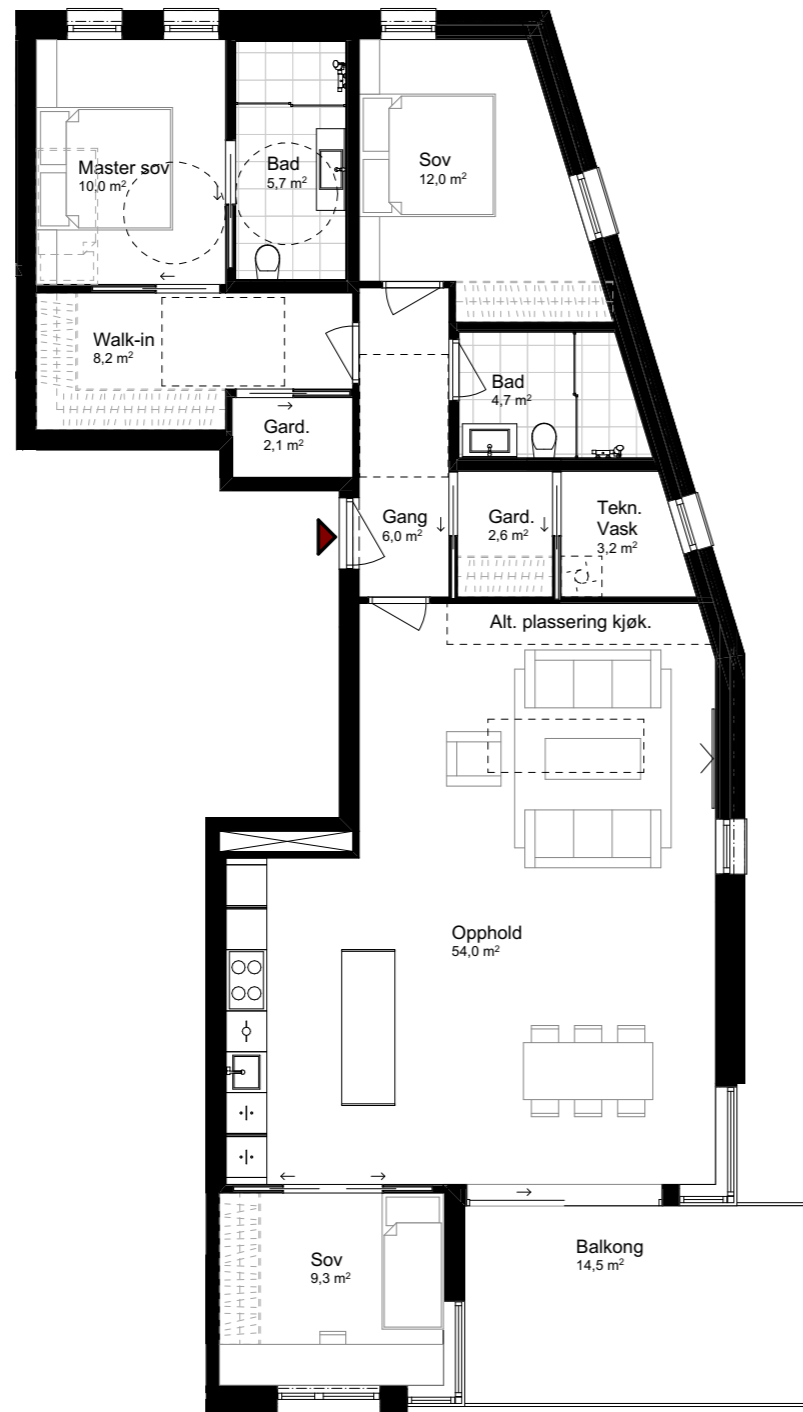 Master sov
10,0 m²
Bad
5,7 m²
Sov
12,0 m²
Walk-in
8,2 m²
Bad
4,7 m²
Gard.
2,1 m²
Gang
6,0 m²
Gard.
2,6 m²
Tekn.
Vask
3,2 m²
Alt. plassering kjøk.
Opphold
54,0 m²
Sov
9,3 m²
Balkong
14,5 m²